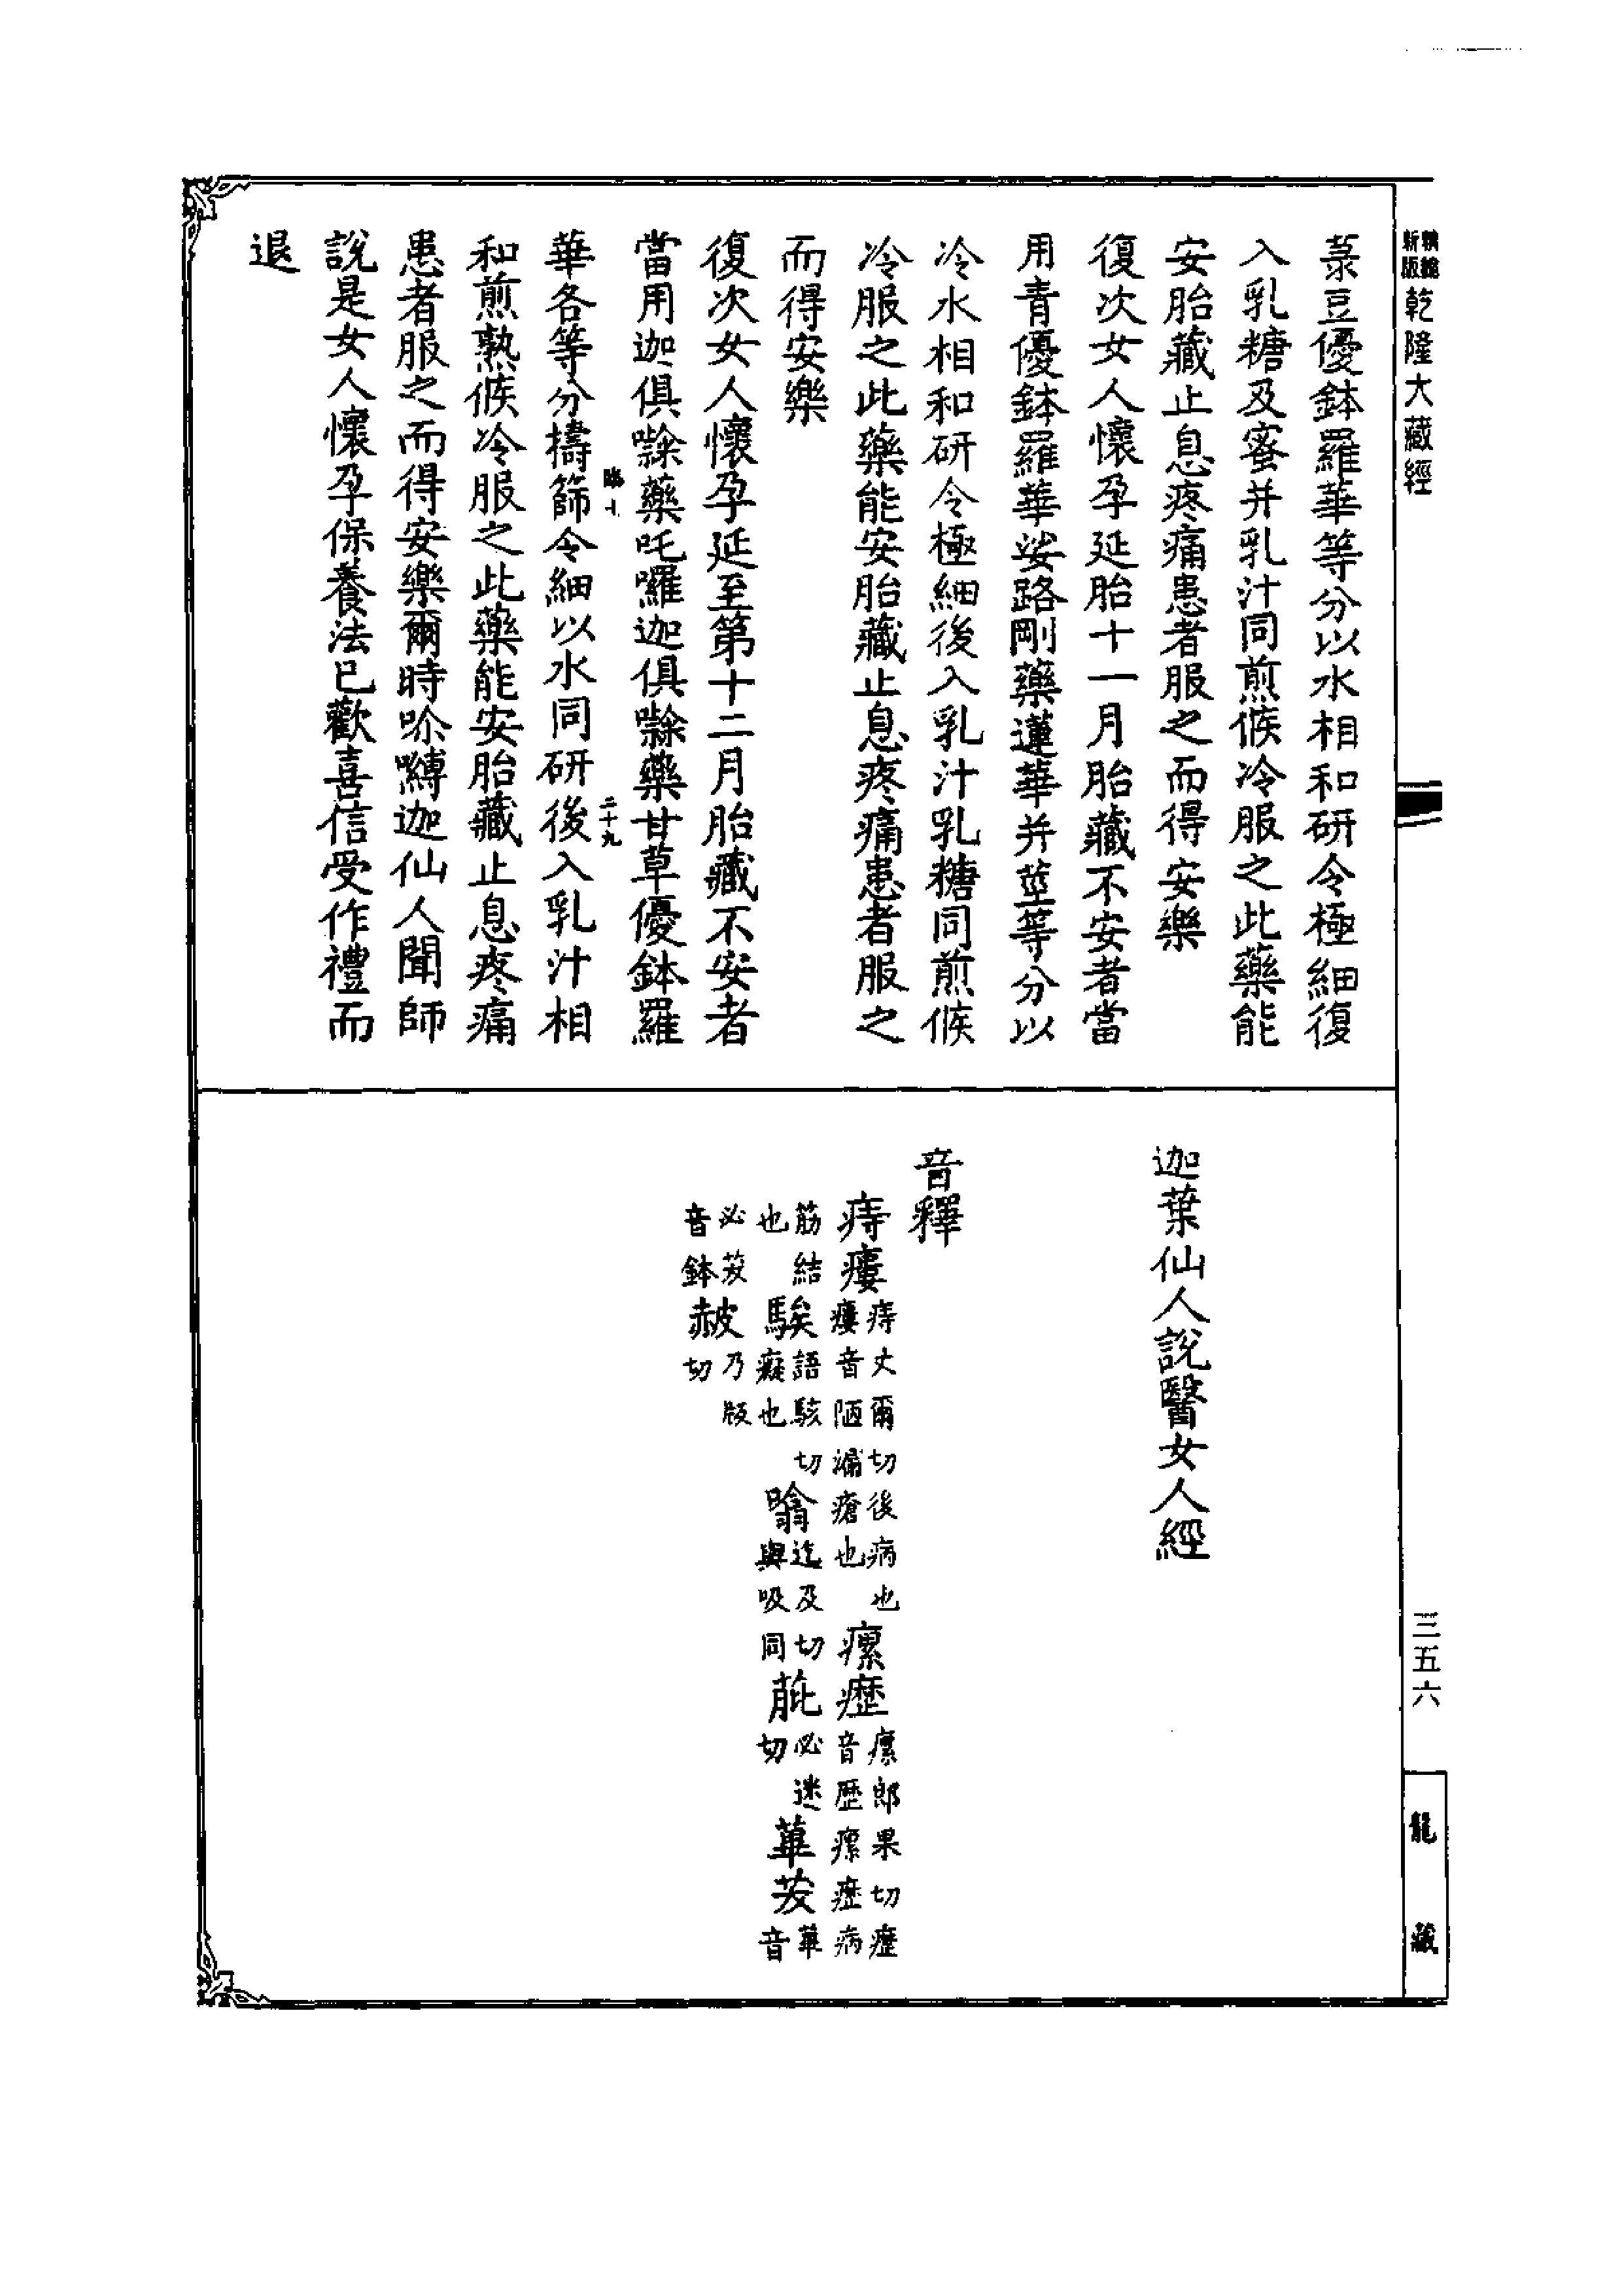 新版
乾隆大藏經
菉豆優鉢羅華等分以水相和研令極細復
入乳糖及蜜并乳汁同煎候冷服之此藥能
安胎藏止息疼痛患者服之而得安樂
復次女人懷孕延胎十一月胎藏不安者當
用青優鉢羅華娑路剛藥蓮華并莖等分以
冷水相和研令極細後入乳汁乳糖同煎候
冷服之此藥能安胎藏止息疼痛患者服之
而得安樂
復次女人懷孕延至第十二月胎藏不安者
當用迦俱㘑藥吒囉迦俱㘑藥甘草優鉢羅
二十九
華各等分擣篩令細以水同研後入乳汁相
和煎熟候冷服之此藥能安胎藏止息疼痛
患者服之而得安樂爾時吤嚩迦仙人聞師
說是女人懷孕保養法已歡喜信受作禮而
退
迦葉仙人說醫女人經
音釋
痔瘻痔丈爾切後病也瘻音陋漏瘡也瘰癧瘰郎果切癧音歷瘰癧病
筋結也騃語駭切癡也噏迄及切與吸同萞必迷切蓽茇蓽音
必茇音鉢赧乃版切
三五六
龍藏